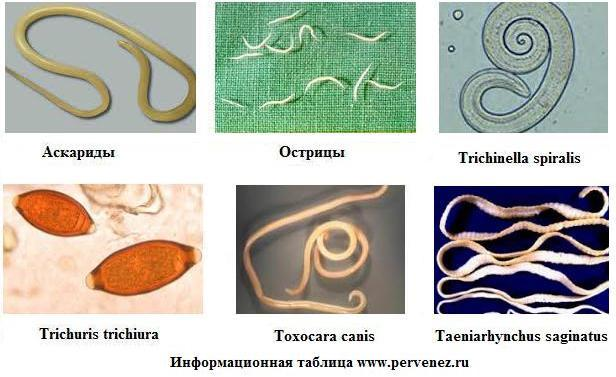 Аскариды
Острицы
Trichinella spiralis
Trichuris trichiura
Toxocara canis
Taeniarhynchus saginatus
Информационная таблица www.pervenez.ru